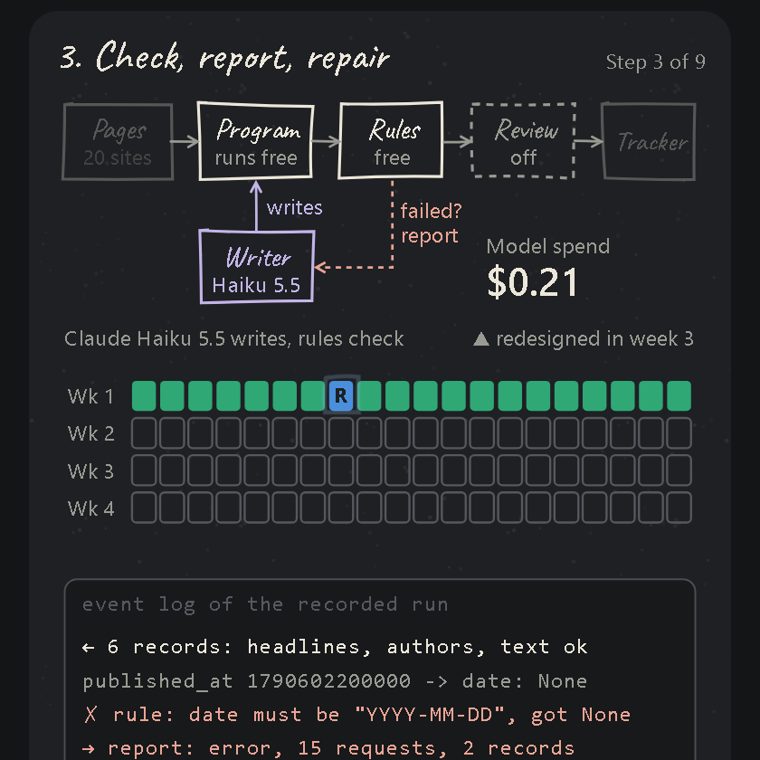 3. Check, report, repair
Step 3 of 9
Pages
20 sites
Program
runs free
Rules
free
Review
off
Tracker
writes
failed?
report
Writer
Haiku 5.5
Model spend
$0.21
Claude Haiku 5.5 writes, rules check
▲ redesigned in week 3
Wk 1
R
Wk 2
Wk 3
Wk 4
event log of the recorded run
← 6 records: headlines, authors, text ok
published_at 1790602200000 -> date: None
✗ rule: date must be "YYYY-MM-DD", got None
→ report: error, 15 requests, 2 records